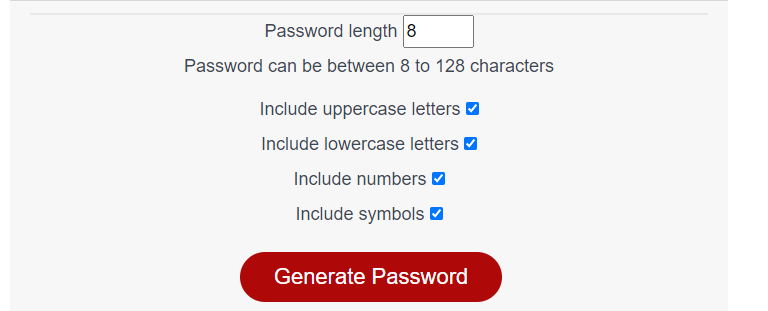 Password length 8
Password can be between 8 to 128 characters
Include uppercase letters
Include lowercase letters
Include numbers
Include symbols
Generate Password